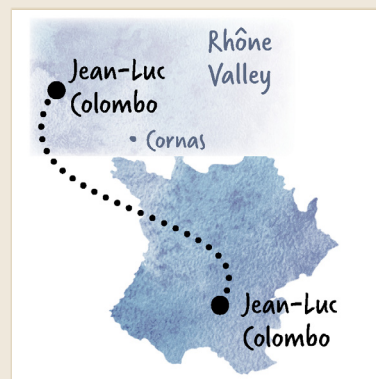 Rhône
Valley
Jean-Luc
Colombo
• Cornas
Jean-Luc
Colombo